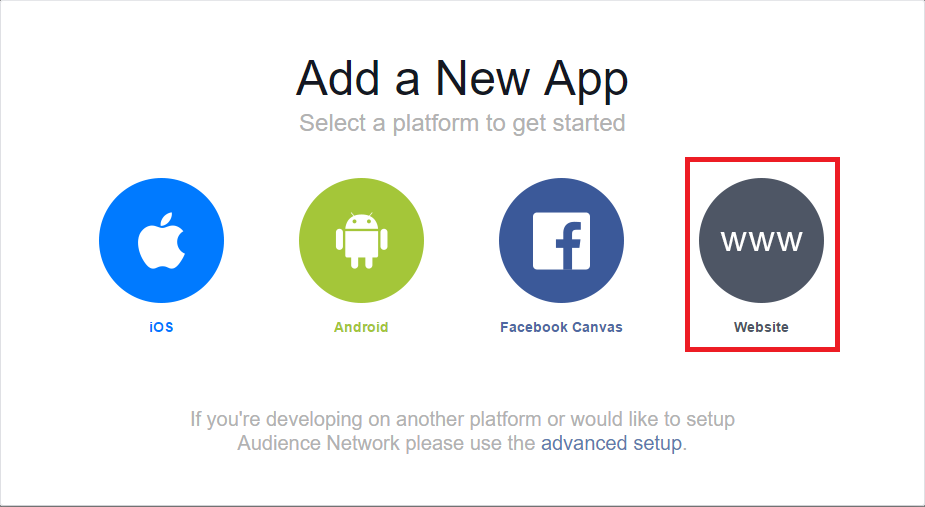 Add a New App
Select a platform to get started
www
iOS
Android
Facebook Canvas
Website
If you're developing on another platform or would like to setup
Audience Network please use the advanced setup.